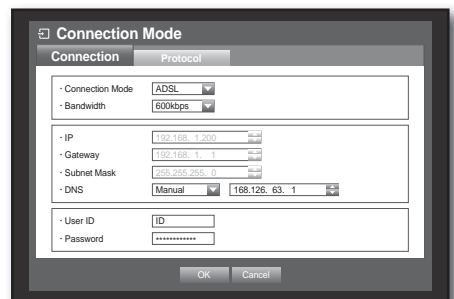 Connection Mode
Connection Protocol
· Connection Mode ADSL
· Bandwidth 600kbps
· IP 192.168. 1.200
· Gateway 192.168. 1. 1
· Subnet Mask 255.255.255. 0
· DNS Manual 168.126. 63. 1
· User ID ID
· Password ************
OK Cancel